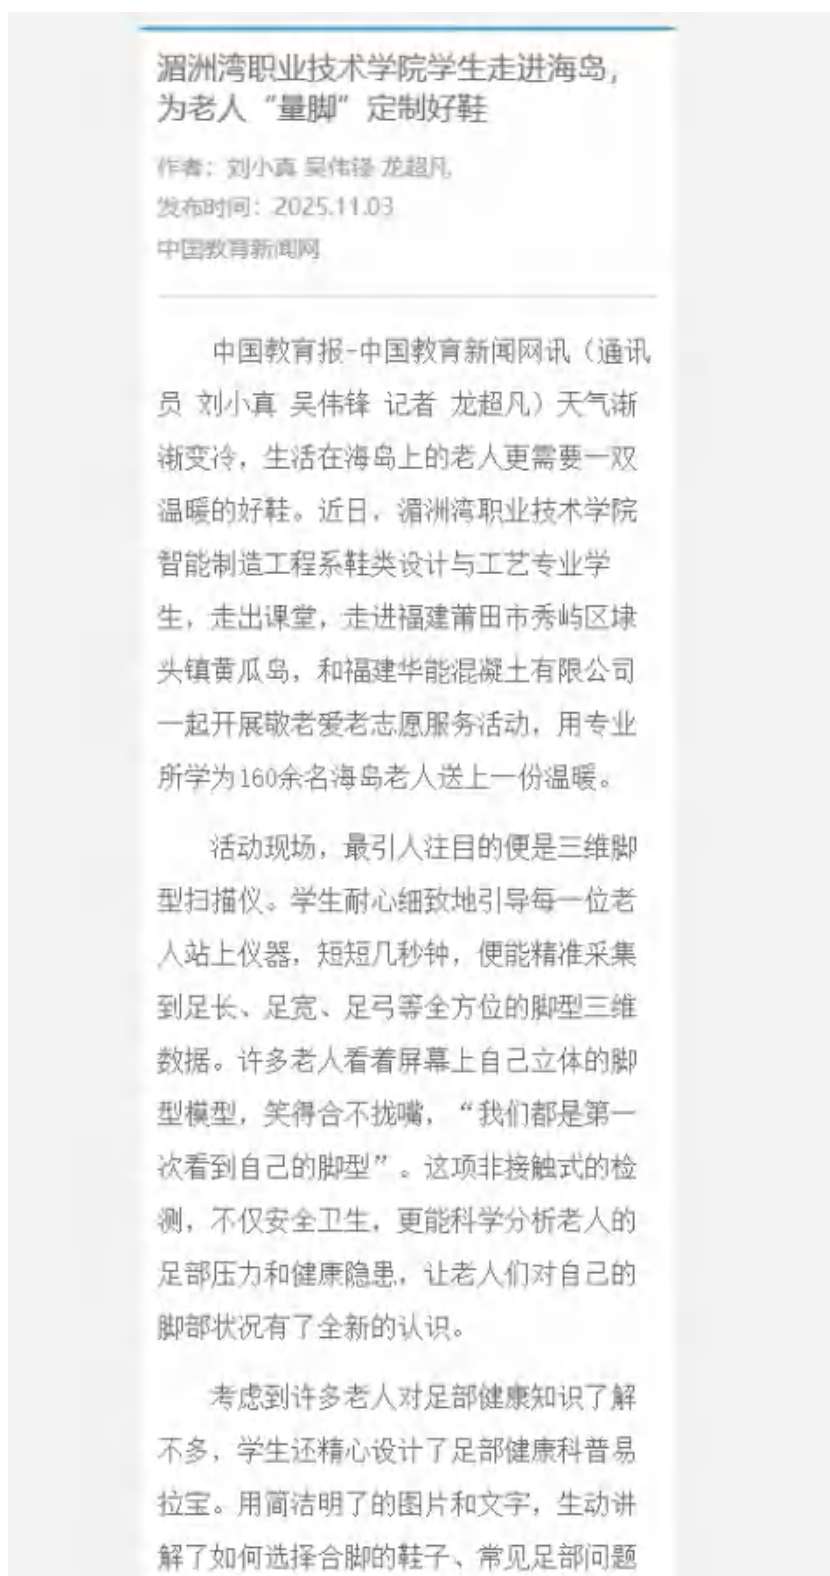 湄洲湾职业技术学院学生走进海岛，
为老人“量脚”定制好鞋
作者：刘小真 吴伟锋 龙超凡
发布时间：2025.11.03
中国教育新闻网
中国教育报-中国教育新闻网讯（通讯
员 刘小真 吴伟锋 记者 龙超凡）天气渐
渐变冷，生活在海岛上的老人更需要一双
温暖的好鞋。近日，湄洲湾职业技术学院
智能制造工程系鞋类设计与工艺专业学
生，走出课堂，走进福建莆田市秀屿区埭
头镇黄瓜岛，和福建华能混凝土有限公司
一起开展敬老爱老志愿服务活动，用专业
所学为160余名海岛老人送上一份温暖。
活动现场，最引人注目的便是三维脚
型扫描仪。学生耐心细致地引导每一位老
人站上仪器，短短几秒钟，便能精准采集
到足长、足宽、足弓等全方位的脚型三维
数据。许多老人看着屏幕上自己立体的脚
型模型，笑得合不拢嘴，“我们都是第一
次看到自己的脚型”。这项非接触式的检
测，不仅安全卫生，更能科学分析老人的
足部压力和健康隐患，让老人们对自己的
脚部状况有了全新的认识。
考虑到许多老人对足部健康知识了解
不多，学生还精心设计了足部健康科普易
拉宝。用简洁明了的图片和文字，生动讲
解了如何选择合脚的鞋子、常见足部问题